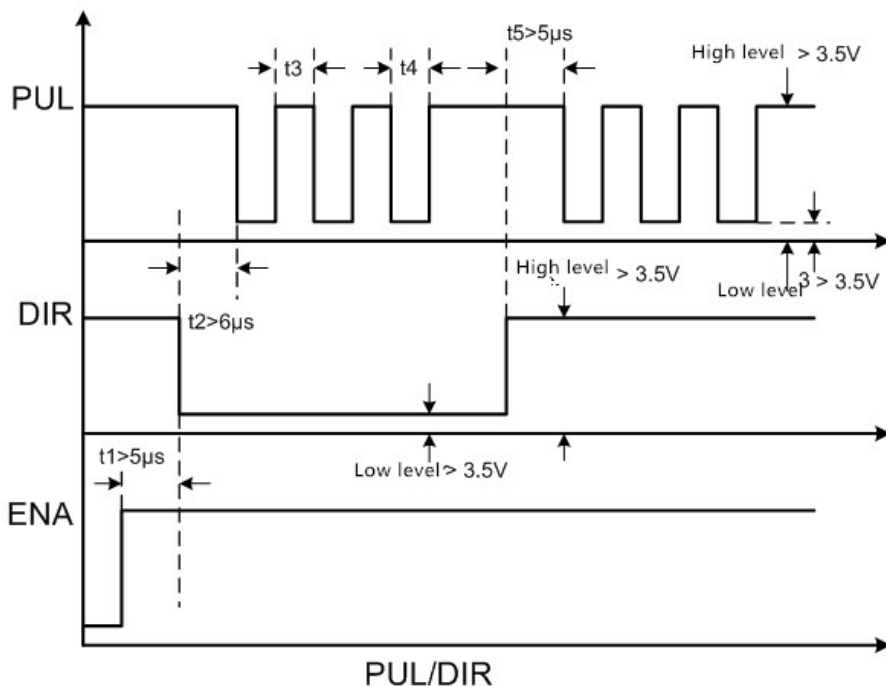 t5>5μs
High level > 3.5V
t3
t4
PUL
High level > 3.5V
Low level 3 > 3.5V
DIR
t2>6μs
t1>5μs
Low level > 3.5V
ENA
PUL/DIR